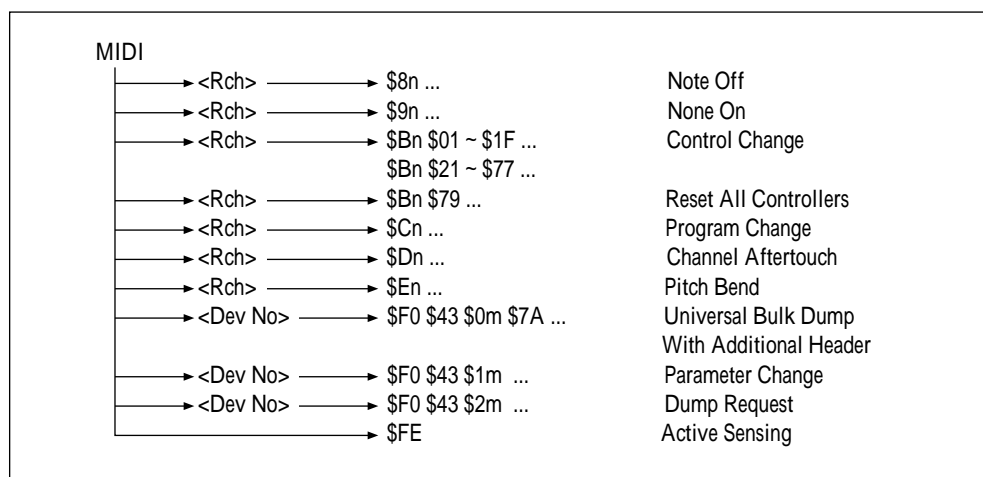 MIDI
<Rch> $8n ... Note Off
<Rch> $9n ... None On
<Rch> $Bn $01 ~ $1F ... Control Change
$Bn $21 ~ $77 ...
<Rch> $Bn $79 ... Reset All Controllers
<Rch> $Cn ... Program Change
<Rch> $Dn ... Channel Aftertouch
<Rch> $En ... Pitch Bend
<Dev No> $F0 $43 $0m $7A ... Universal Bulk Dump
With Additional Header
<Dev No> $F0 $43 $1m ... Parameter Change
<Dev No> $F0 $43 $2m ... Dump Request
$FE Active Sensing